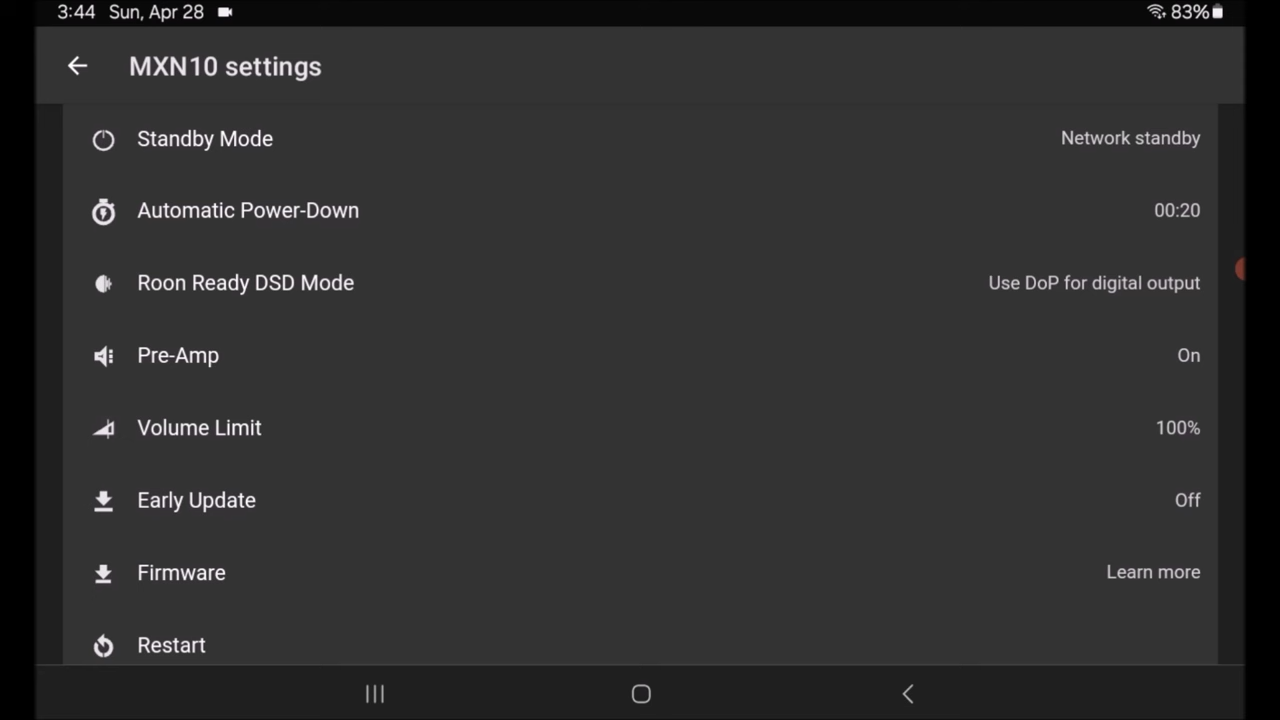 3:44 Sun, Apr 28 83%
MXN10 settings
Standby Mode Network standby
Automatic Power-Down 00:20
Roon Ready DSD Mode Use DoP for digital output
Pre-Amp On
Volume Limit 100%
Early Update Off
Firmware Learn more
Restart